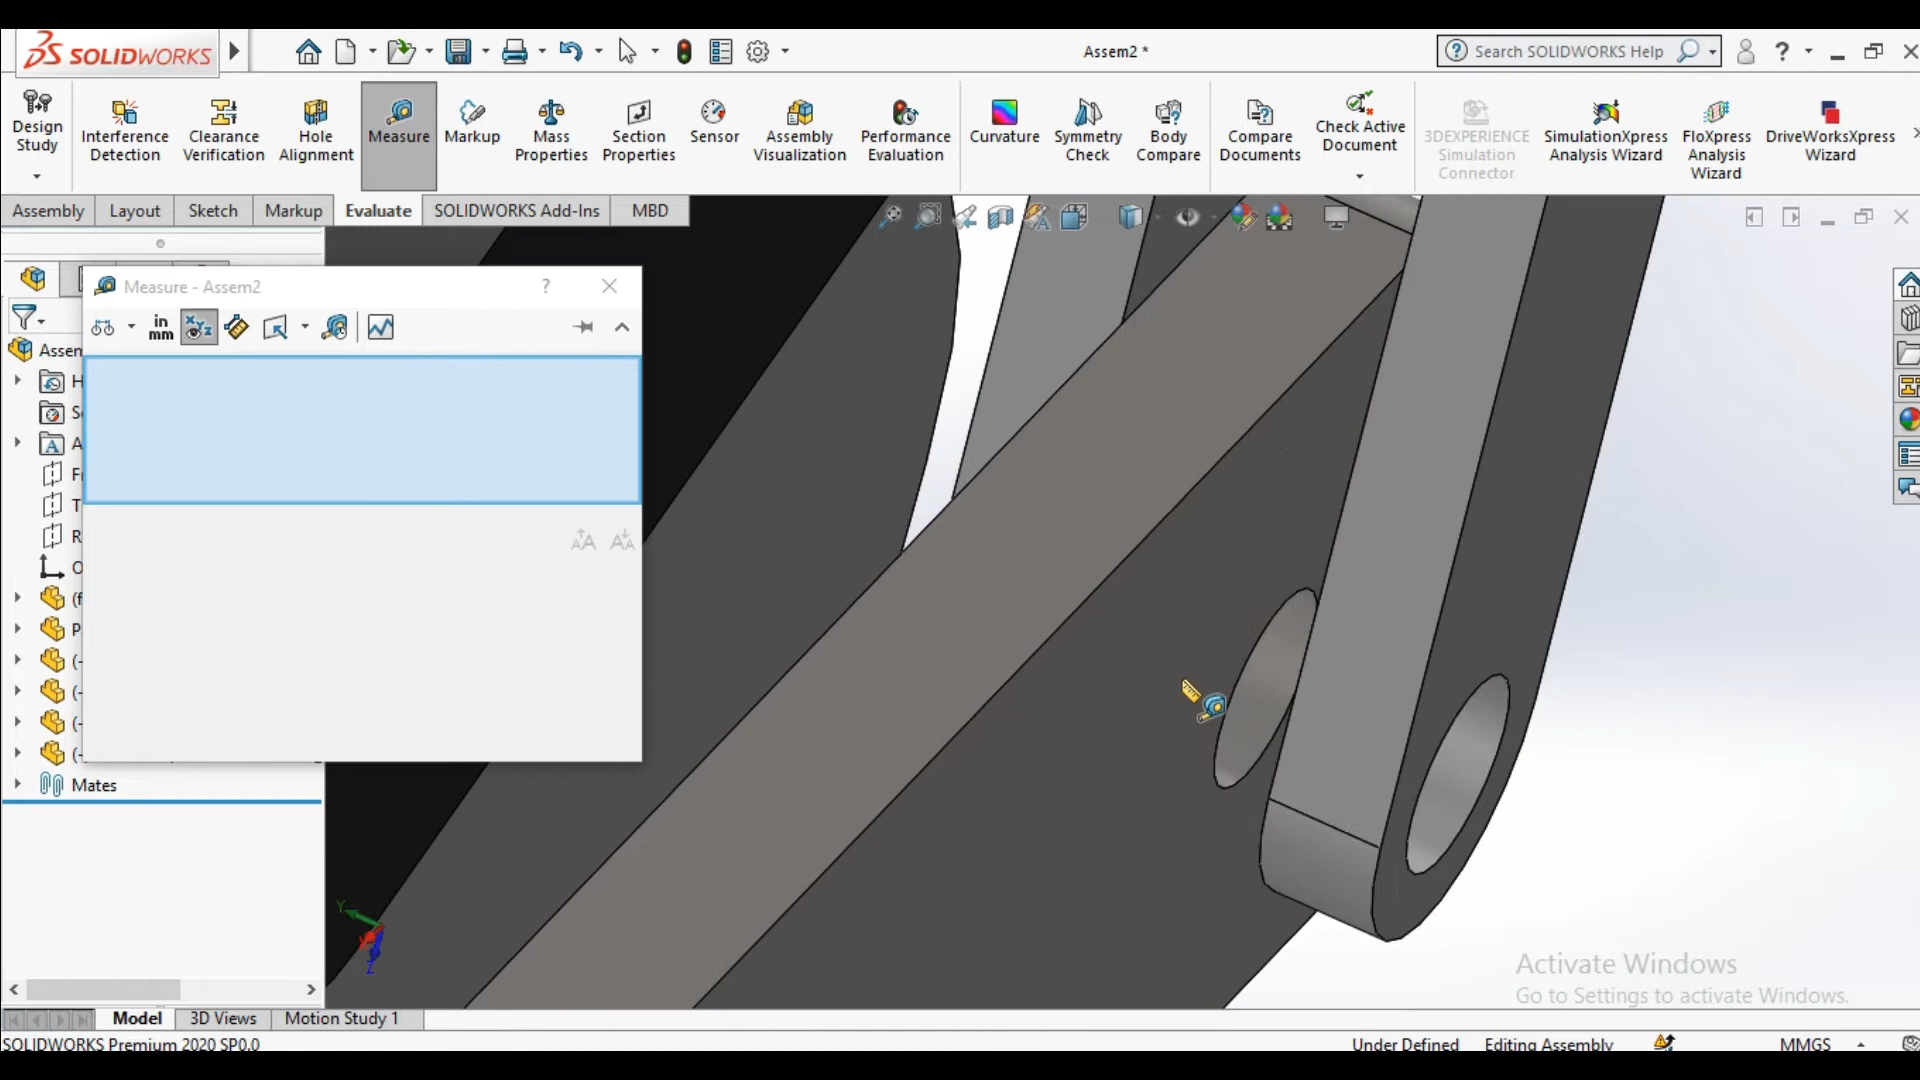 SOLIDWORKS
Assem2 *
Search SOLIDWORKS Help
?
Design
Study
Interference
Detection
Clearance
Verification
Hole
Alignment
Measure
Markup
Mass
Properties
Section
Properties
Sensor
Assembly
Visualization
Performance
Evaluation
Curvature
Symmetry
Check
Body
Compare
Compare
Documents
Check Active
Document
3DEXPERIENCE
Simulation
Connector
SimulationXpress
Analysis Wizard
FloXpress
Analysis
Wizard
DriveWorksXpress
Wizard
Assembly
Layout
Sketch
Markup
Evaluate
SOLIDWORKS Add-Ins
MBD
Measure - Assem2
?
in
mm
XYZ
Assem
H
S
A
F
T
R
O
(f
P
(-
(-
(-
(-
Mates
Y
Z
Activate Windows
Go to Settings to activate Windows.
Model
3D Views
Motion Study 1
SOLIDWORKS Premium 2020 SP0.0
Under Defined
Editing Assembly
MMGS